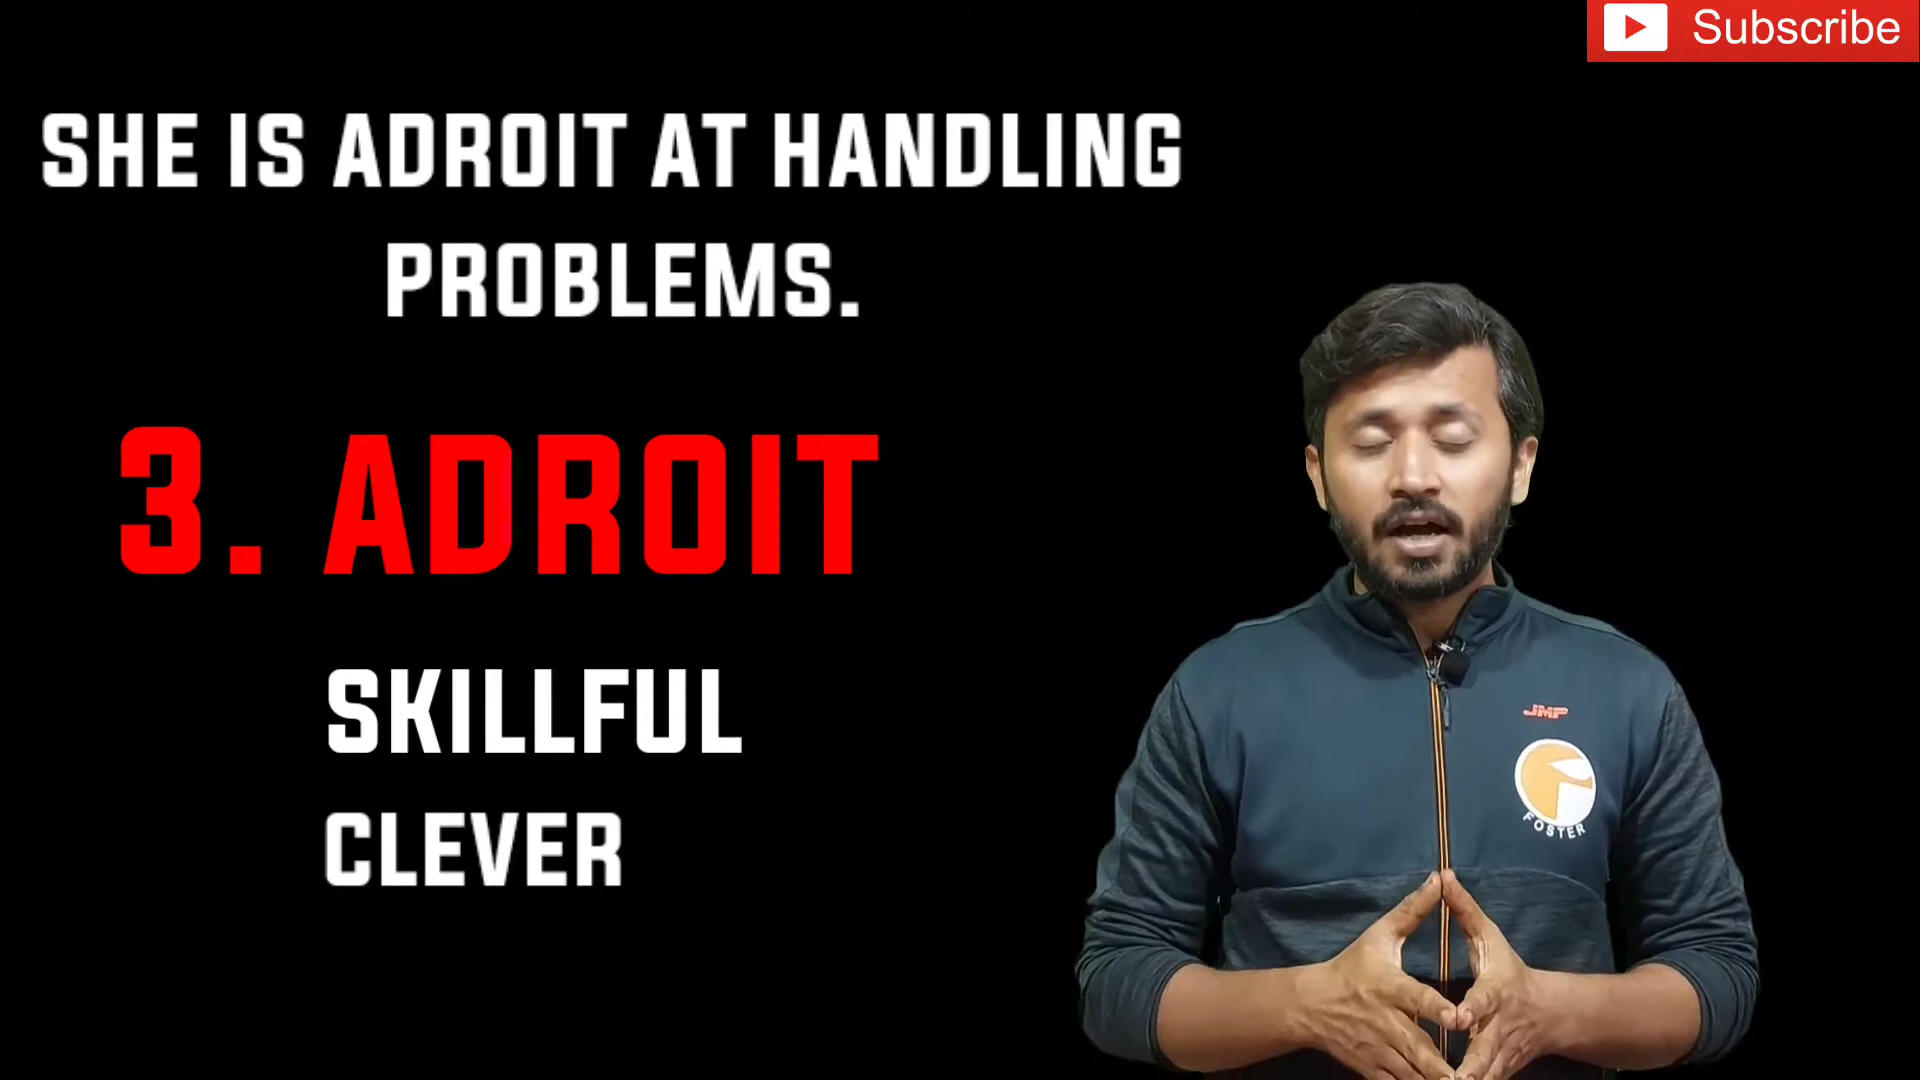 Subscribe
SHE IS ADROIT AT HANDLING
PROBLEMS.
3. ADROIT
SKILLFUL
CLEVER
JMP
FOSTER